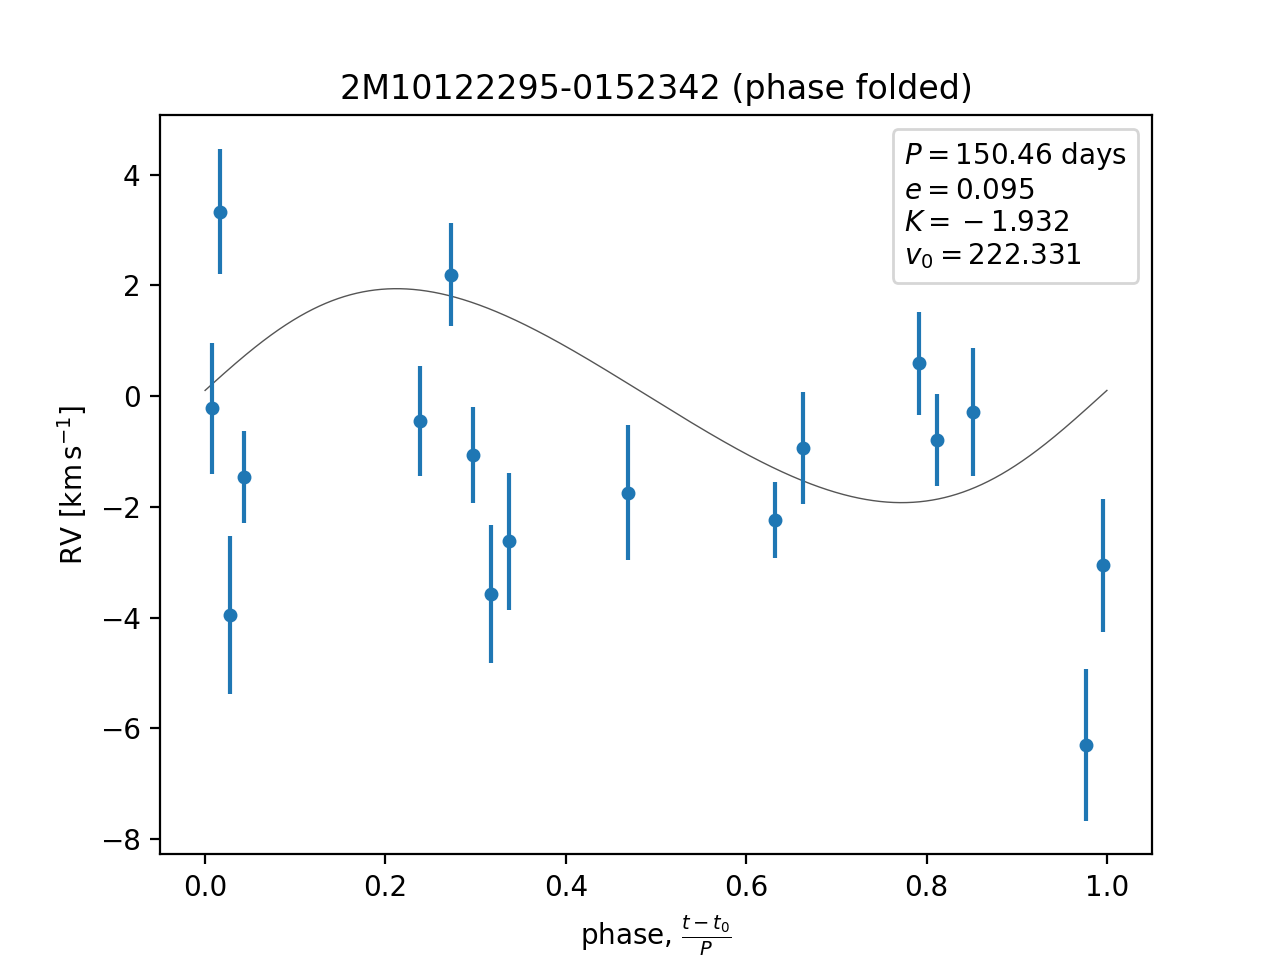 2M10122295-0152342 (phase folded)
P = 150.46 days
e = 0.095
K = −1.932
v₀ = 222.331
RV [km s⁻¹]
4
2
0
−2
−4
−6
−8
0.0 0.2 0.4 0.6 0.8 1.0
phase, (t − t₀)/P